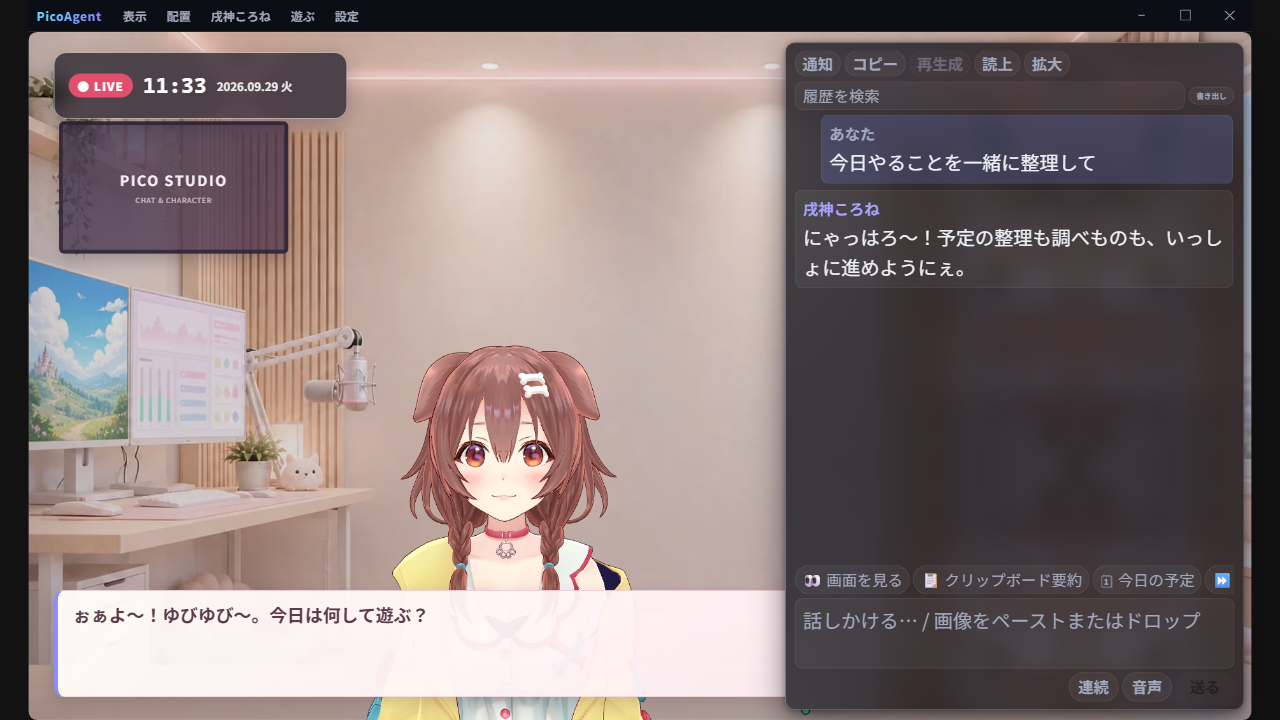 PicoAgent 表示 配置 戌神ころね 遊ぶ 設定
LIVE 11:33 2026.09.29 火
PICO STUDIO
CHAT & CHARACTER
おぁよ〜！ゆびゆび〜。今日は何して遊ぶ？
通知 コピー 再生成 読上 拡大
履歴を検索 書き出し
あなた
今日やることを一緒に整理して
戌神ころね
にゃっはろ〜！予定の整理も調べものも、いっし
ょに進めようにぇ。
画面を見る クリップボード要約 今日の予定
話しかける… / 画像をペーストまたはドロップ
連続 音声 送る